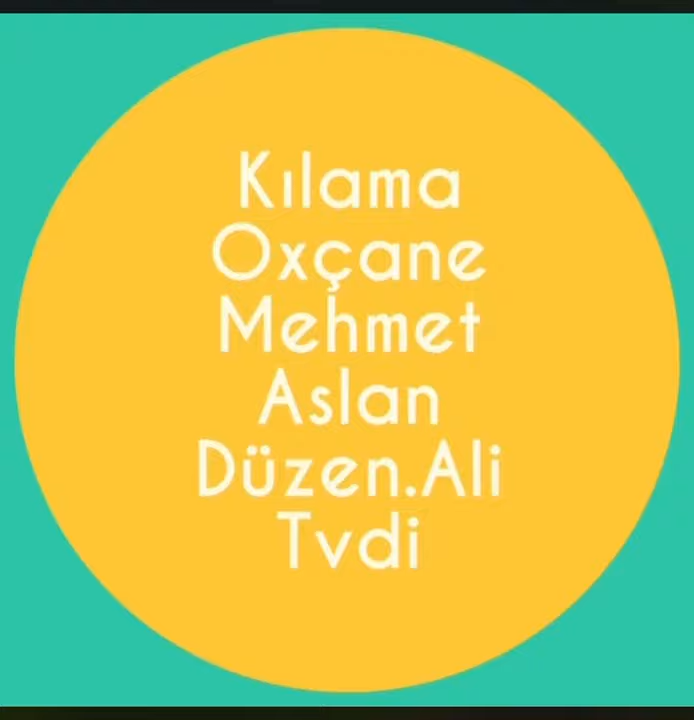 Kılama
Oxçane
Mehmet
Aslan
Düzen.Ali
Tvdi